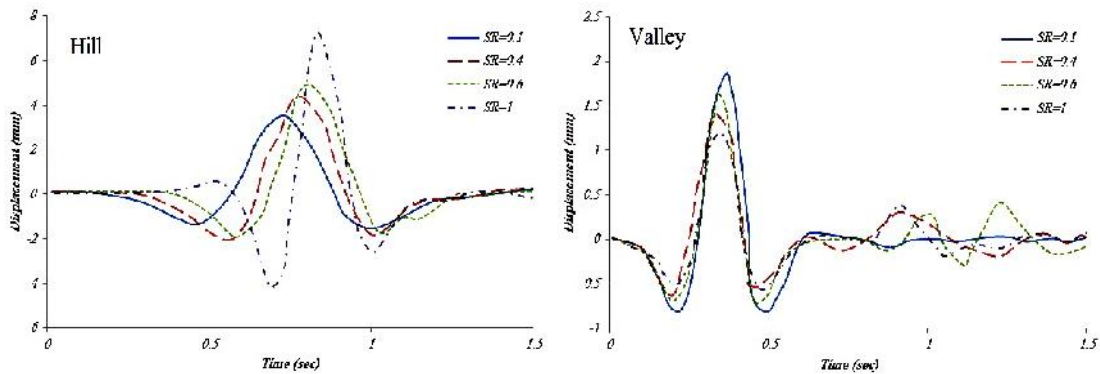 Hill
8
6
4
2
0
-2
-4
6
0
0.5
1
1.5
Displacement (mm)
Time (sec)
SR=0.1
SR=0.4
SR=0.6
SR=1
Valley
2.5
2
1.5
1
0.5
0
0.5
-1
0
0.5
1
1.5
Displacement (mm)
Time (sec)
SR=0.1
SR=0.4
SR=0.6
SR=1